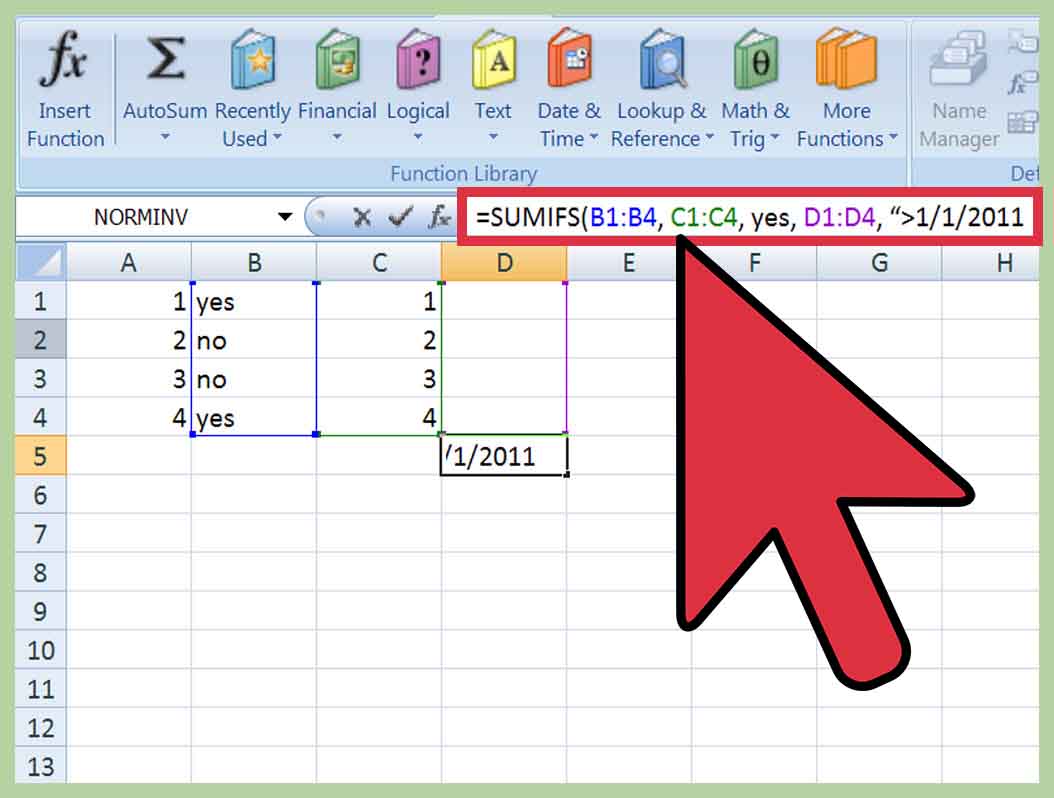 fx Σ ? A θ
Insert AutoSum Recently Financial Logical Text Date & Lookup & Math & More Name
Function Used Time Reference Trig Functions Manager
Function Library
NORMINV fx =SUMIFS(B1:B4, C1:C4, yes, D1:D4, “>1/1/2011
A B C D E F G H
1 1 yes 1
2 2 no 2
3 3 no 3
4 4 yes 4
5 /1/2011
6
7
8
9
10
11
12
13